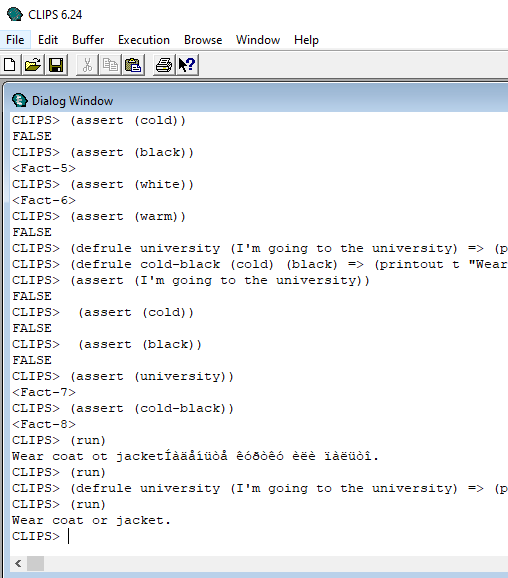 CLIPS 6.24
File Edit Buffer Execution Browse Window Help
Dialog Window
CLIPS> (assert (cold))
FALSE
CLIPS> (assert (black))
<Fact-5>
CLIPS> (assert (white))
<Fact-6>
CLIPS> (assert (warm))
FALSE
CLIPS> (defrule university (I'm going to the university) => (p
CLIPS> (defrule cold-black (cold) (black) => (printout t "Wear
CLIPS> (assert (I'm going to the university))
FALSE
CLIPS>  (assert (cold))
FALSE
CLIPS>  (assert (black))
FALSE
CLIPS> (assert (university))
<Fact-7>
CLIPS> (assert (cold-black))
<Fact-8>
CLIPS> (run)
Wear coat ot jacketÍàäåíüòå êóðòêó èëè ïàëüòî.
CLIPS> (run)
CLIPS> (defrule university (I'm going to the university) => (p
CLIPS> (run)
Wear coat or jacket.
CLIPS>